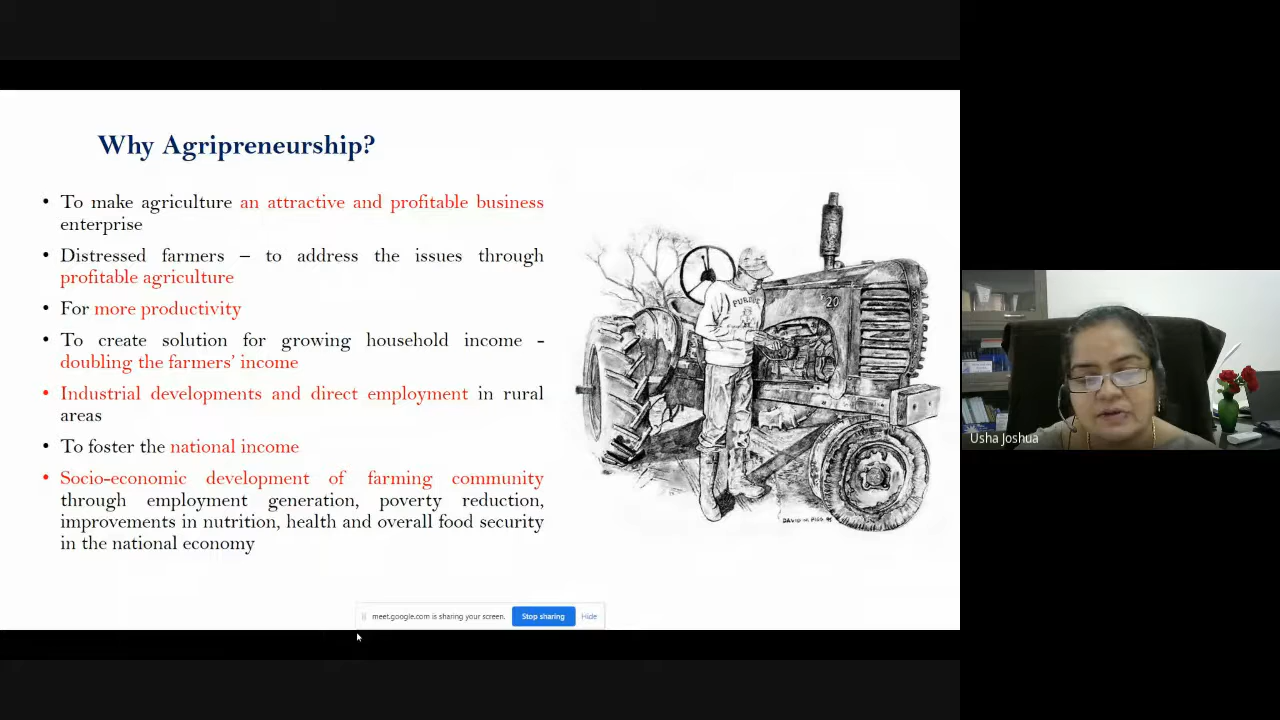 Why Agripreneurship?
• To make agriculture an attractive and profitable business
enterprise
• Distressed farmers – to address the issues through
profitable agriculture
• For more productivity
• To create solution for growing household income -
doubling the farmers' income
• Industrial developments and direct employment in rural
areas
• To foster the national income
• Socio-economic development of farming community
through employment generation, poverty reduction,
improvements in nutrition, health and overall food security
in the national economy
20
DAVID W. PIGG
meet.google.com is sharing your screen.
Stop sharing
Hide
Usha Joshua